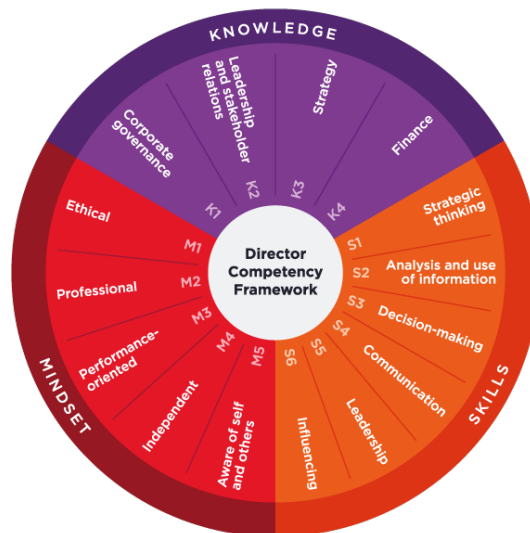 KNOWLEDGE
Corporate
governance
K1
Leadership
and stakeholder
relations
K2
Strategy
K3
Finance
K4
SKILLS
Strategic
thinking
S1
Analysis and use
of information
S2
Decision-making
S3
Communication
S4
Leadership
S5
Influencing
S6
MINDSET
Ethical
M1
Professional
M2
Performance-
oriented
M3
Independent
M4
Aware of self
and others
M5
Director
Competency
Framework